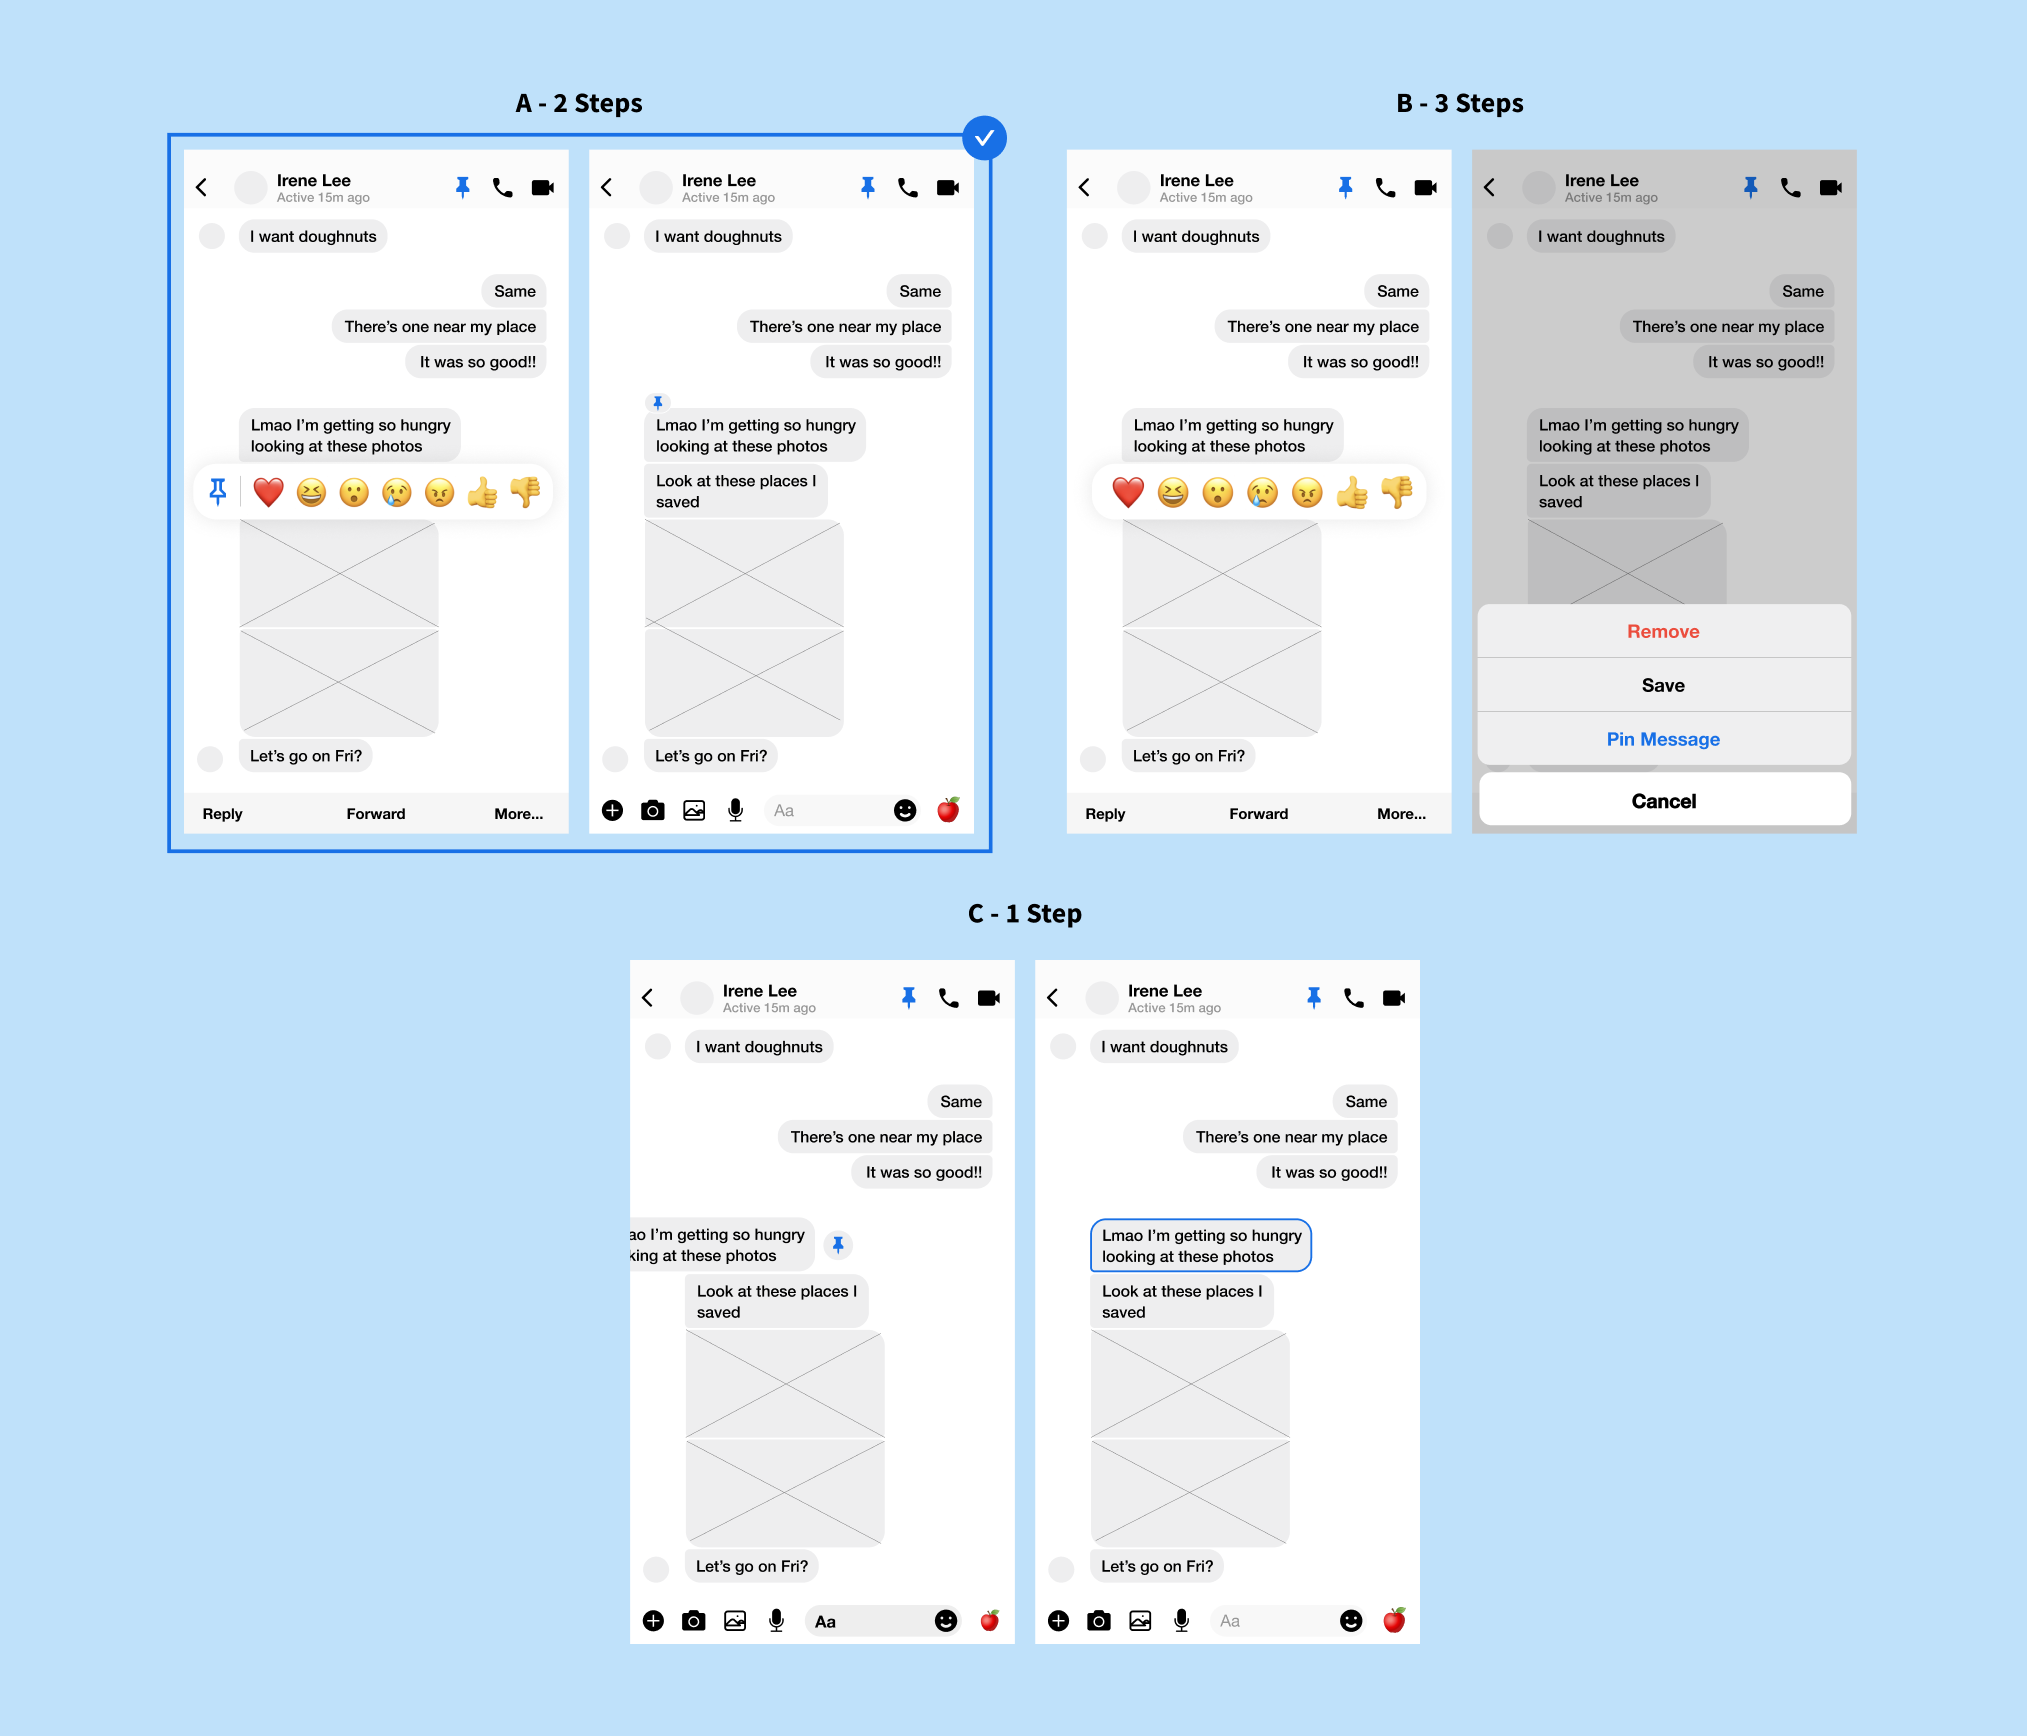 A - 2 Steps
Irene Lee
Active 15m ago
I want doughnuts
Same
There's one near my place
It was so good!!
Lmao I'm getting so hungry
looking at these photos
Let's go on Fri?
Reply Forward More...
Irene Lee
Active 15m ago
I want doughnuts
Same
There's one near my place
It was so good!!
Lmao I'm getting so hungry
looking at these photos
Look at these places I
saved
Let's go on Fri?
Aa
B - 3 Steps
Irene Lee
Active 15m ago
I want doughnuts
Same
There's one near my place
It was so good!!
Lmao I'm getting so hungry
looking at these photos
Let's go on Fri?
Reply Forward More...
Irene Lee
Active 15m ago
I want doughnuts
Same
There's one near my place
It was so good!!
Lmao I'm getting so hungry
looking at these photos
Look at these places I
saved
Remove
Save
Pin Message
Cancel
C - 1 Step
Irene Lee
Active 15m ago
I want doughnuts
Same
There's one near my place
It was so good!!
ao I'm getting so hungry
king at these photos
Look at these places I
saved
Let's go on Fri?
Aa
Irene Lee
Active 15m ago
I want doughnuts
Same
There's one near my place
It was so good!!
Lmao I'm getting so hungry
looking at these photos
Look at these places I
saved
Let's go on Fri?
Aa